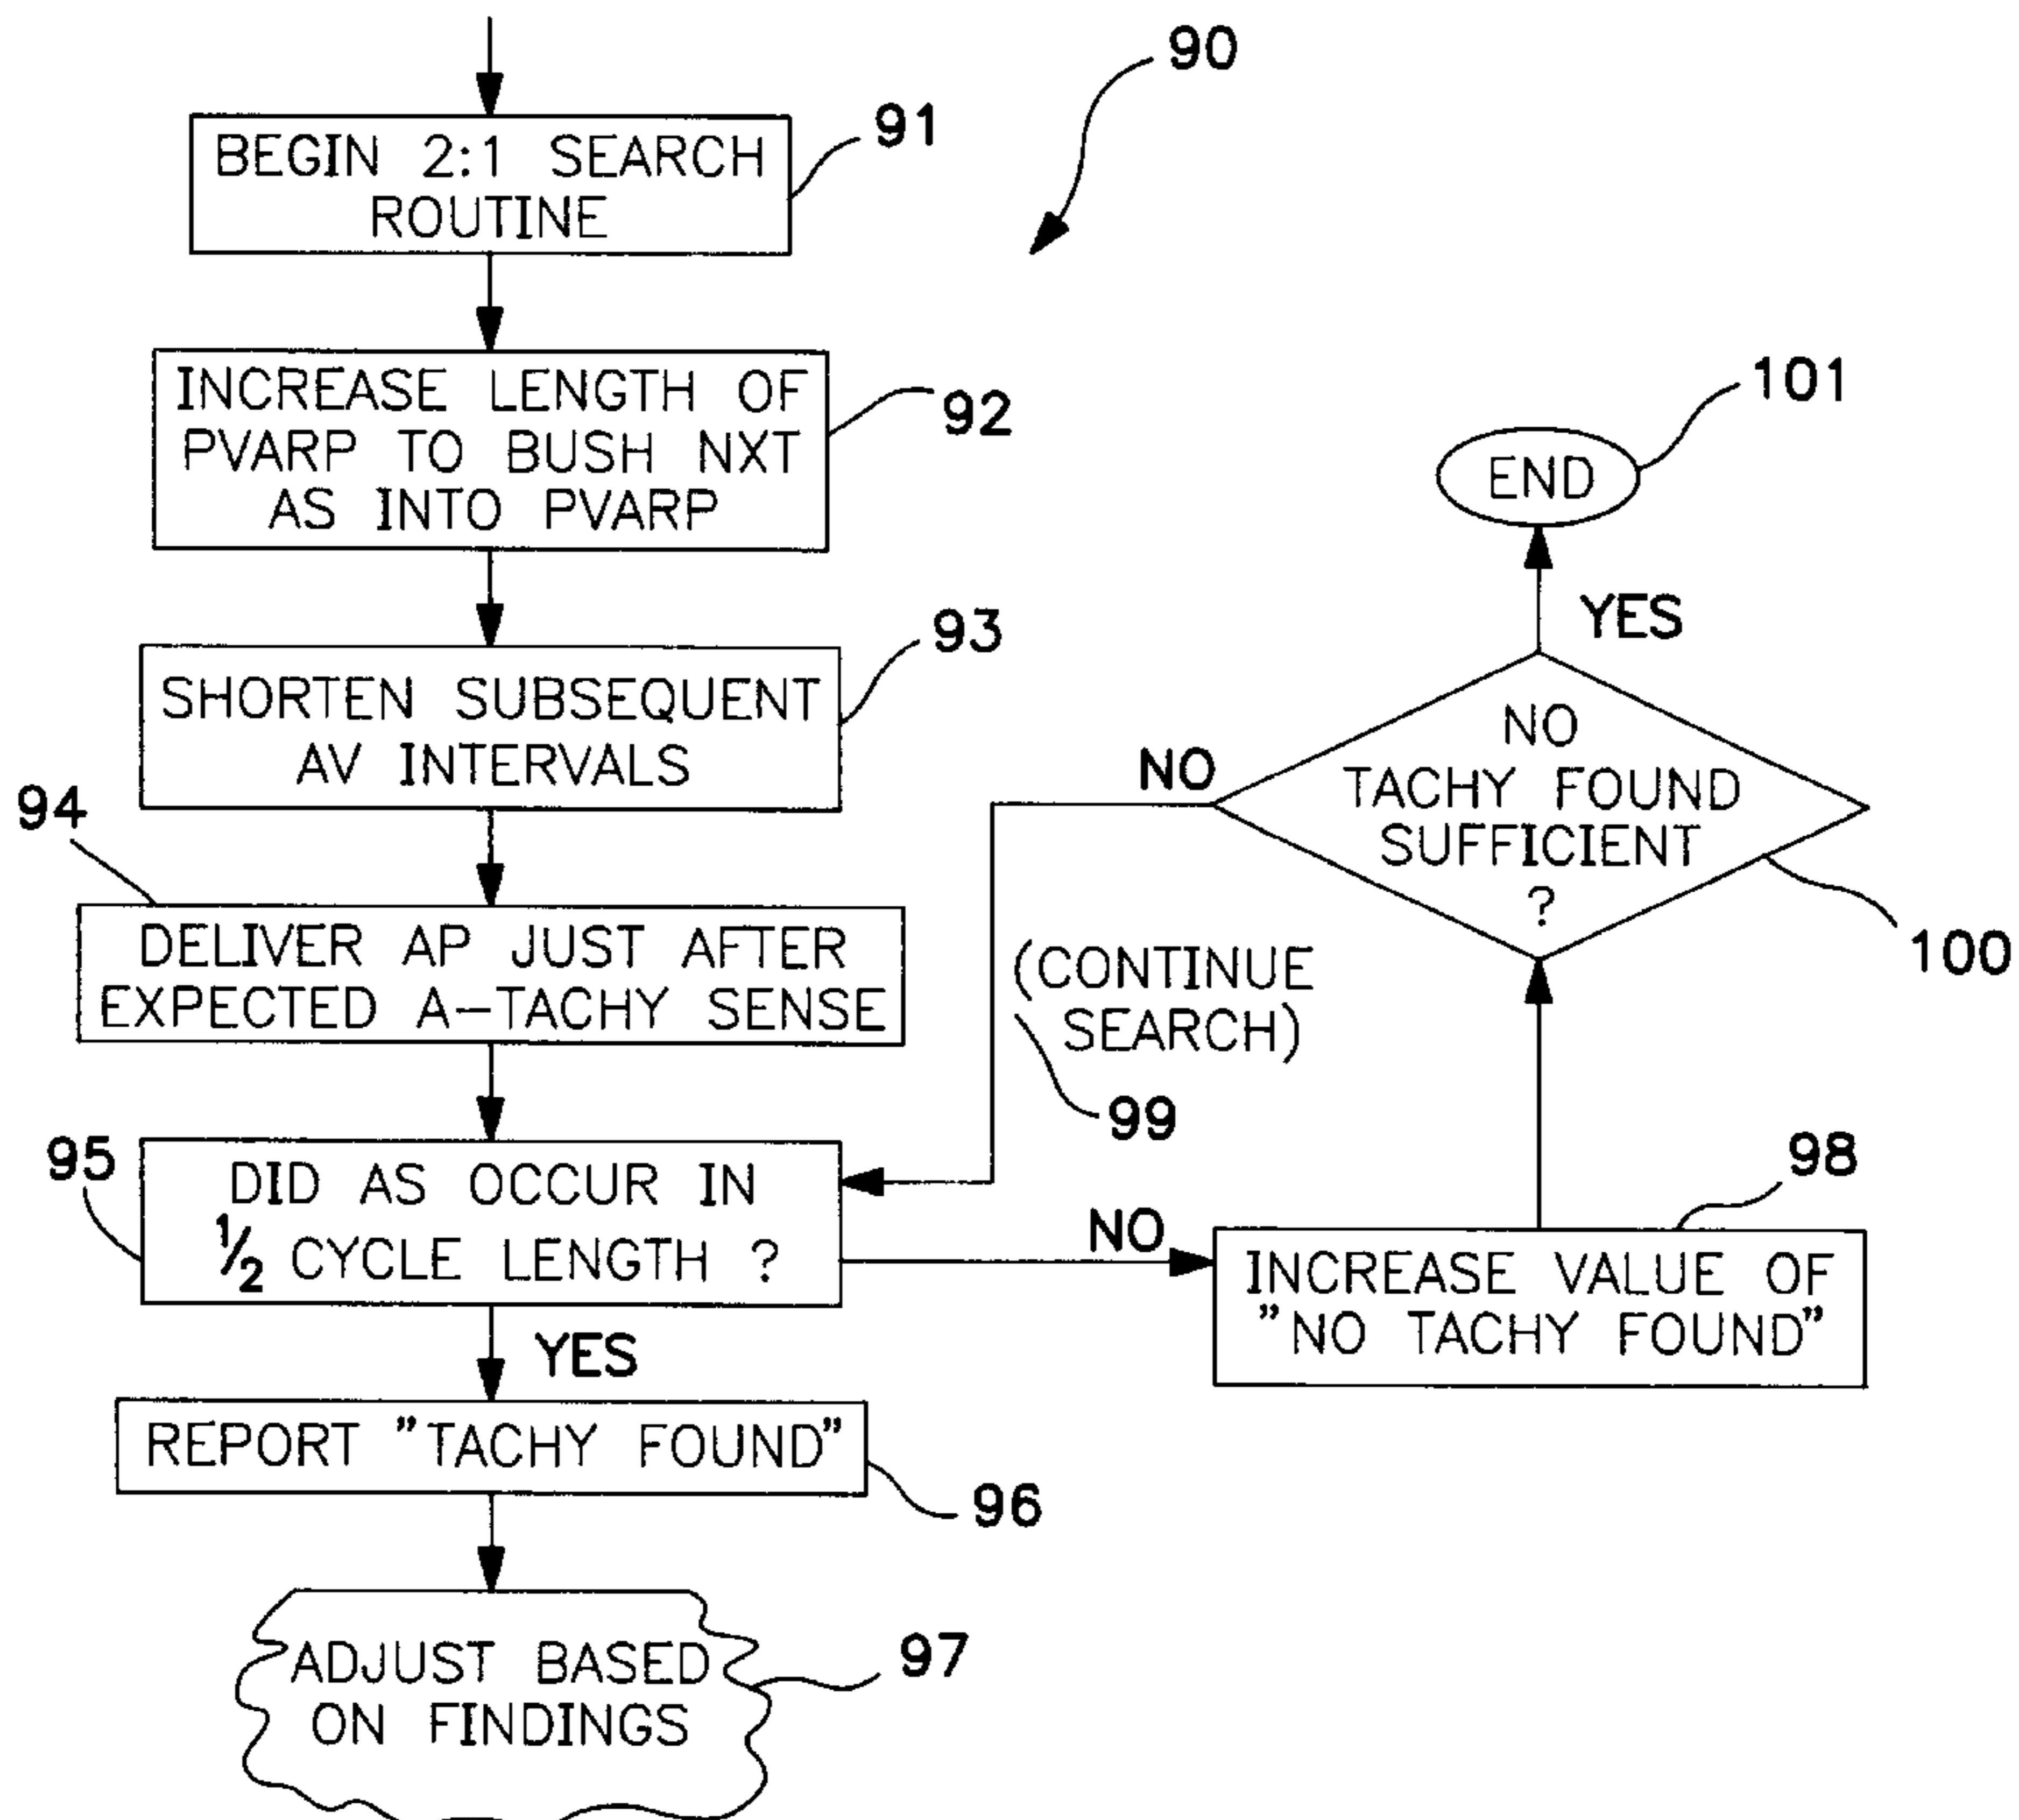 90
BEGIN 2:1 SEARCH
ROUTINE
91
INCREASE LENGTH OF
PVARP TO BUSH NXT
AS INTO PVARP
92
SHORTEN SUBSEQUENT
AV INTERVALS
93
94
DELIVER AP JUST AFTER
EXPECTED A-TACHY SENSE
95
DID AS OCCUR IN
1/2 CYCLE LENGTH ?
YES
NO
REPORT "TACHY FOUND"
96
ADJUST BASED
ON FINDINGS
97
98
INCREASE VALUE OF
"NO TACHY FOUND"
NO
TACHY FOUND
SUFFICIENT
?
100
NO
(CONTINUE
SEARCH)
99
YES
END
101